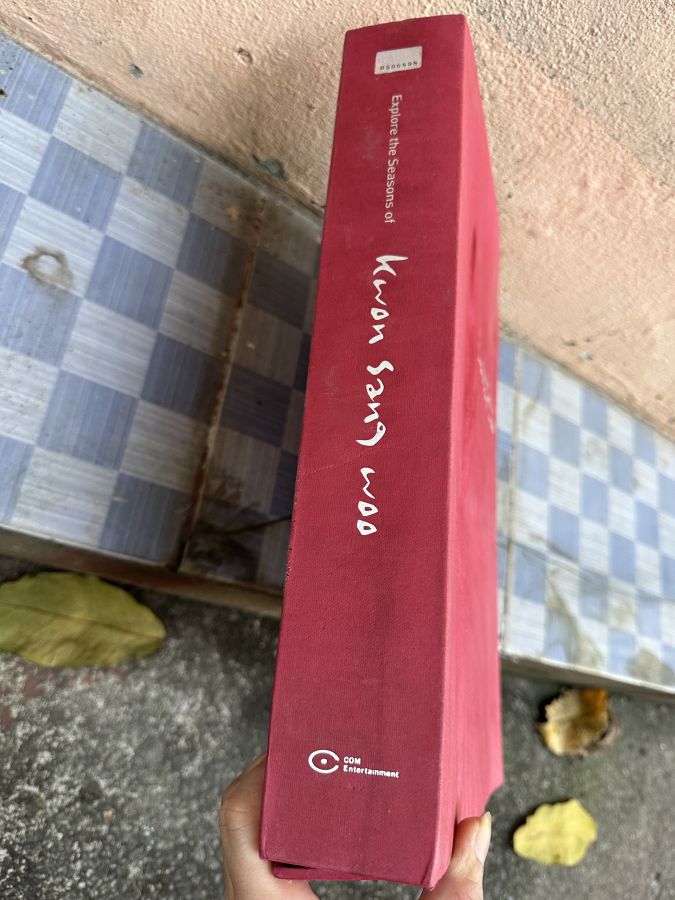 Explore the Seasons of
Kwon Sang Woo
COM
Entertainment